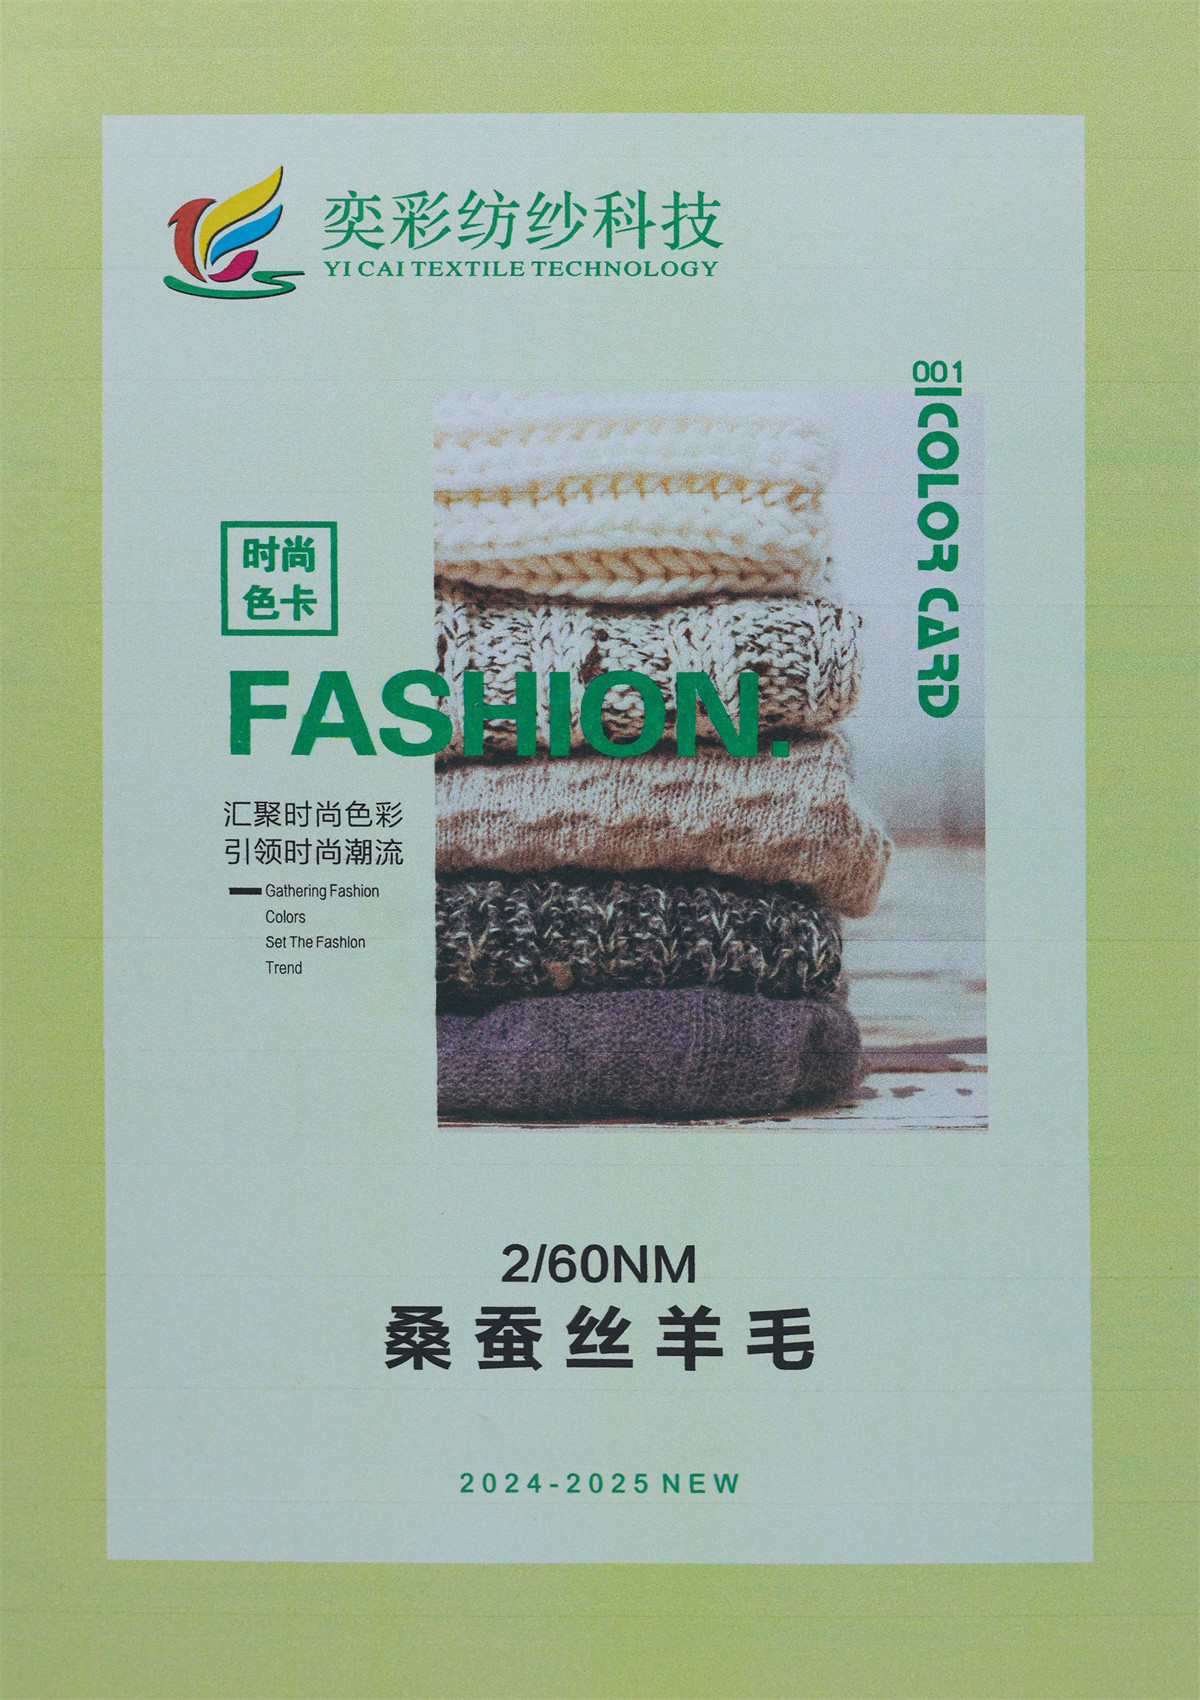 奕彩纺纱科技
YI CAI TEXTILE TECHNOLOGY
001
COLOR CARD
时尚
色卡
FASHION.
汇聚时尚色彩
引领时尚潮流
Gathering Fashion
Colors
Set The Fashion
Trend
2/60NM
桑蚕丝羊毛
2024-2025 NEW